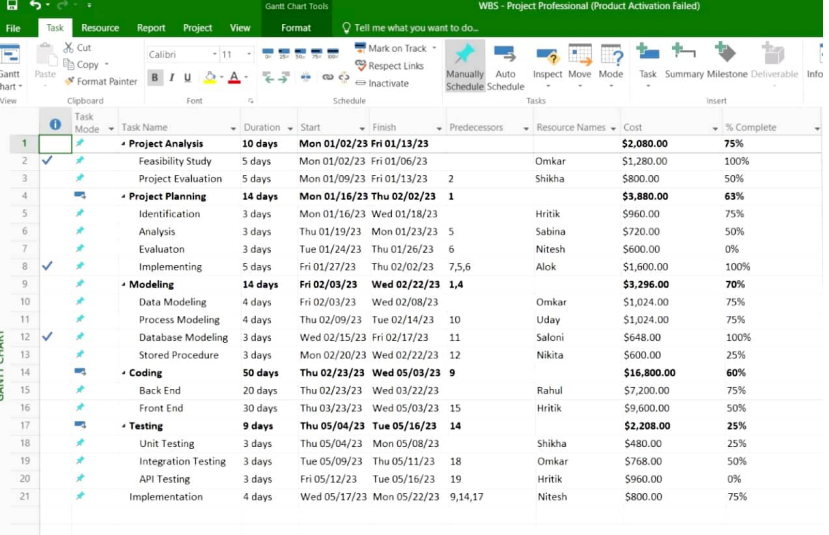 Gantt Chart Tools WBS - Project Professional (Product Activation Failed)
File Task Resource Report Project View Format Tell me what you want to do...
Gantt Chart Paste Cut Copy Format Painter Calibri 11 B I U A
0% 25% 50% 75% 100% Mark on Track Respect Links Inactivate
Manually Schedule Auto Schedule Inspect Move Mode Task Summary Milestone Deliverable
View Clipboard Font Schedule Tasks Insert
Task Mode Task Name Duration Start Finish Predecessors Resource Names Cost % Complete
1 Project Analysis 10 days Mon 01/02/23 Fri 01/13/23 $2,080.00 75%
2 Feasibility Study 5 days Mon 01/02/23 Fri 01/06/23 Omkar $1,280.00 100%
3 Project Evaluation 5 days Mon 01/09/23 Fri 01/13/23 2 Shikha $800.00 50%
4 Project Planning 14 days Mon 01/16/23 Thu 02/02/23 1 $3,880.00 63%
5 Identification 3 days Mon 01/16/23 Wed 01/18/23 Hritik $960.00 75%
6 Analysis 3 days Thu 01/19/23 Mon 01/23/23 5 Sabina $720.00 50%
7 Evaluaton 3 days Tue 01/24/23 Thu 01/26/23 6 Nitesh $600.00 0%
8 Implementing 5 days Fri 01/27/23 Thu 02/02/23 7,5,6 Alok $1,600.00 100%
9 Modeling 14 days Fri 02/03/23 Wed 02/22/23 1,4 $3,296.00 70%
10 Data Modeling 4 days Fri 02/03/23 Wed 02/08/23 Omkar $1,024.00 75%
11 Process Modeling 4 days Thu 02/09/23 Tue 02/14/23 10 Uday $1,024.00 75%
12 Database Modeling 3 days Wed 02/15/23 Fri 02/17/23 11 Saloni $648.00 100%
13 Stored Procedure 3 days Mon 02/20/23 Wed 02/22/23 12 Nikita $600.00 25%
14 Coding 50 days Thu 02/23/23 Wed 05/03/23 9 $16,800.00 60%
15 Back End 20 days Thu 02/23/23 Wed 03/22/23 Rahul $7,200.00 75%
16 Front End 30 days Thu 03/23/23 Wed 05/03/23 15 Hritik $9,600.00 50%
17 Testing 9 days Thu 05/04/23 Tue 05/16/23 14 $2,208.00 25%
18 Unit Testing 3 days Thu 05/04/23 Mon 05/08/23 Shikha $480.00 25%
19 Integration Testing 3 days Tue 05/09/23 Thu 05/11/23 18 Omkar $768.00 50%
20 API Testing 3 days Fri 05/12/23 Tue 05/16/23 19 Hritik $960.00 0%
21 Implementation 4 days Wed 05/17/23 Mon 05/22/23 9,14,17 Nitesh $800.00 75%
GANTT CHART